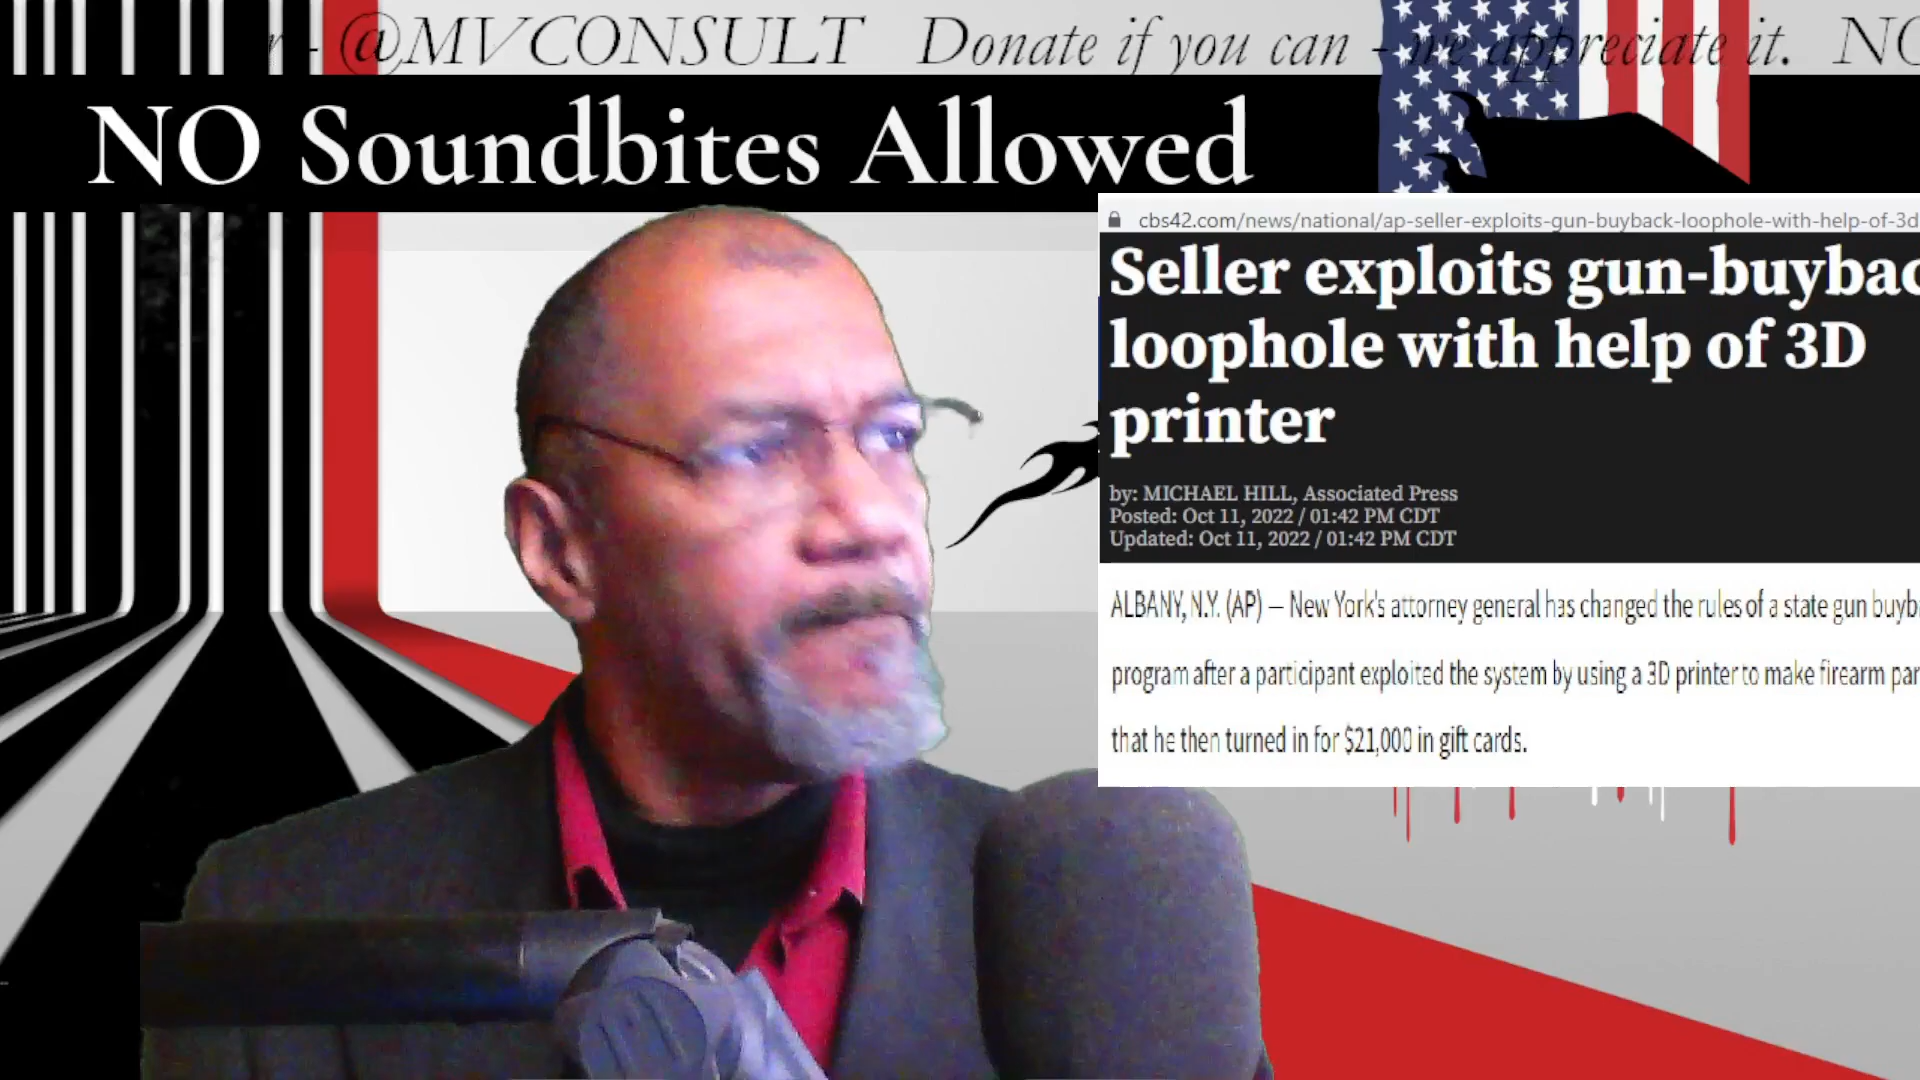 r - @MVCONSULT Donate if you can - we appreciate it. NO
NO Soundbites Allowed
cbs42.com/news/national/ap-seller-exploits-gun-buyback-loophole-with-help-of-3d
Seller exploits gun-buybac
loophole with help of 3D
printer
by: MICHAEL HILL, Associated Press
Posted: Oct 11, 2022 / 01:42 PM CDT
Updated: Oct 11, 2022 / 01:42 PM CDT
ALBANY, N.Y. (AP) — New York's attorney general has changed the rules of a state gun buyb
program after a participant exploited the system by using a 3D printer to make firearm par
that he then turned in for $21,000 in gift cards.